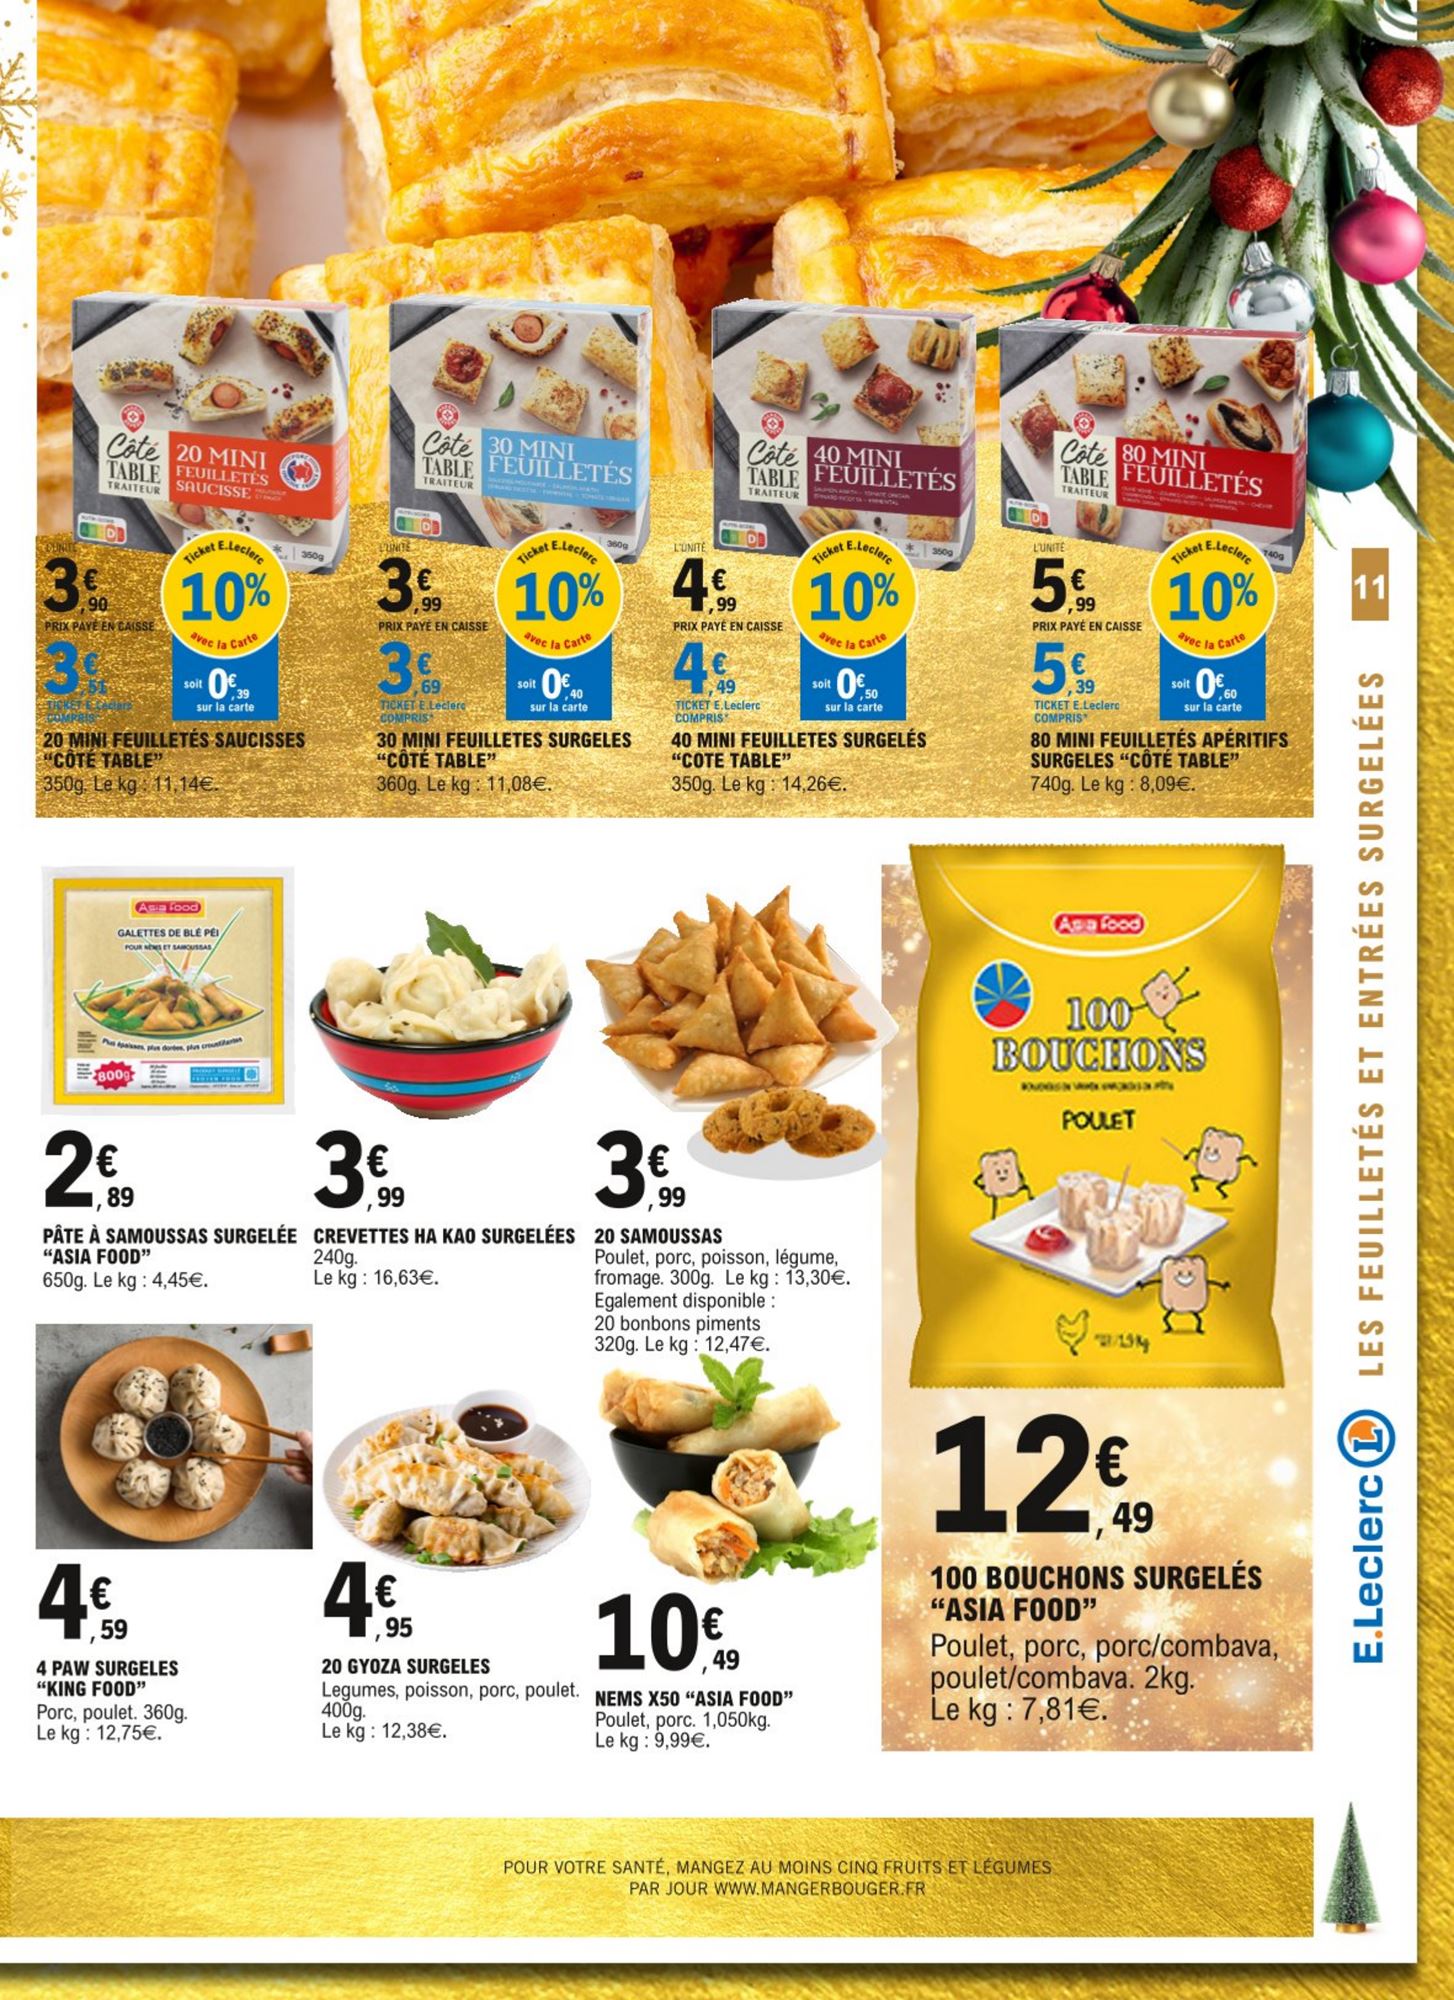 Côté
TABLE
TRAITEUR
20 MINI
FEUILLETÉS
SAUCISSE
350g
Côté
TABLE
TRAITEUR
30 MINI
FEUILLETÉS
360g
Côté
TABLE
TRAITEUR
40 MINI
FEUILLETÉS
350g
Côté
TABLE
TRAITEUR
80 MINI
FEUILLETÉS
740g
L'UNITÉ
3€,90
PRIX PAYÉ EN CAISSE
3€,51
TICKET E.Leclerc
COMPRIS*
Ticket E.Leclerc
10%
avec la Carte
soit 0€,39
sur la carte
20 MINI FEUILLETÉS SAUCISSES
“CÔTÉ TABLE”
350g. Le kg : 11,14€.
L'UNITÉ
3€,99
PRIX PAYÉ EN CAISSE
3€,69
TICKET E.Leclerc
COMPRIS*
Ticket E.Leclerc
10%
avec la Carte
soit 0€,40
sur la carte
30 MINI FEUILLETES SURGELES
“CÔTÉ TABLE”
360g. Le kg : 11,08€.
L'UNITÉ
4€,99
PRIX PAYÉ EN CAISSE
4€,49
TICKET E.Leclerc
COMPRIS*
Ticket E.Leclerc
10%
avec la Carte
soit 0€,50
sur la carte
40 MINI FEUILLETES SURGELÉS
“COTE TABLE”
350g. Le kg : 14,26€.
L'UNITÉ
5€,99
PRIX PAYÉ EN CAISSE
5€,39
TICKET E.Leclerc
COMPRIS*
Ticket E.Leclerc
10%
avec la Carte
soit 0€,60
sur la carte
80 MINI FEUILLETÉS APÉRITIFS
SURGELES “CÔTÉ TABLE”
740g. Le kg : 8,09€.
11
LES FEUILLETÉS ET ENTRÉES SURGELÉES
E.Leclerc L
Asia Food
GALETTES DE BLÉ PÉI
POUR NEMS ET SAMOUSSAS
Plus épaisses, plus dorées, plus croustillantes
800g
PRODUIT SURGELÉ
FROZEN FOOD
2€,89
PÂTE À SAMOUSSAS SURGELÉE
“ASIA FOOD”
650g. Le kg : 4,45€.
3€,99
CREVETTES HA KAO SURGELÉES
240g.
Le kg : 16,63€.
3€,99
20 SAMOUSSAS
Poulet, porc, poisson, légume,
fromage. 300g. Le kg : 13,30€.
Egalement disponible :
20 bonbons piments
320g. Le kg : 12,47€.
Asia Food
100
BOUCHONS
POULET
12€,49
100 BOUCHONS SURGELÉS
“ASIA FOOD”
Poulet, porc, porc/combava,
poulet/combava. 2kg.
Le kg : 7,81€.
4€,59
4 PAW SURGELES
“KING FOOD”
Porc, poulet. 360g.
Le kg : 12,75€.
4€,95
20 GYOZA SURGELES
Legumes, poisson, porc, poulet.
400g.
Le kg : 12,38€.
10€,49
NEMS X50 “ASIA FOOD”
Poulet, porc. 1,050kg.
Le kg : 9,99€.
POUR VOTRE SANTÉ, MANGEZ AU MOINS CINQ FRUITS ET LÉGUMES
PAR JOUR WWW.MANGERBOUGER.FR